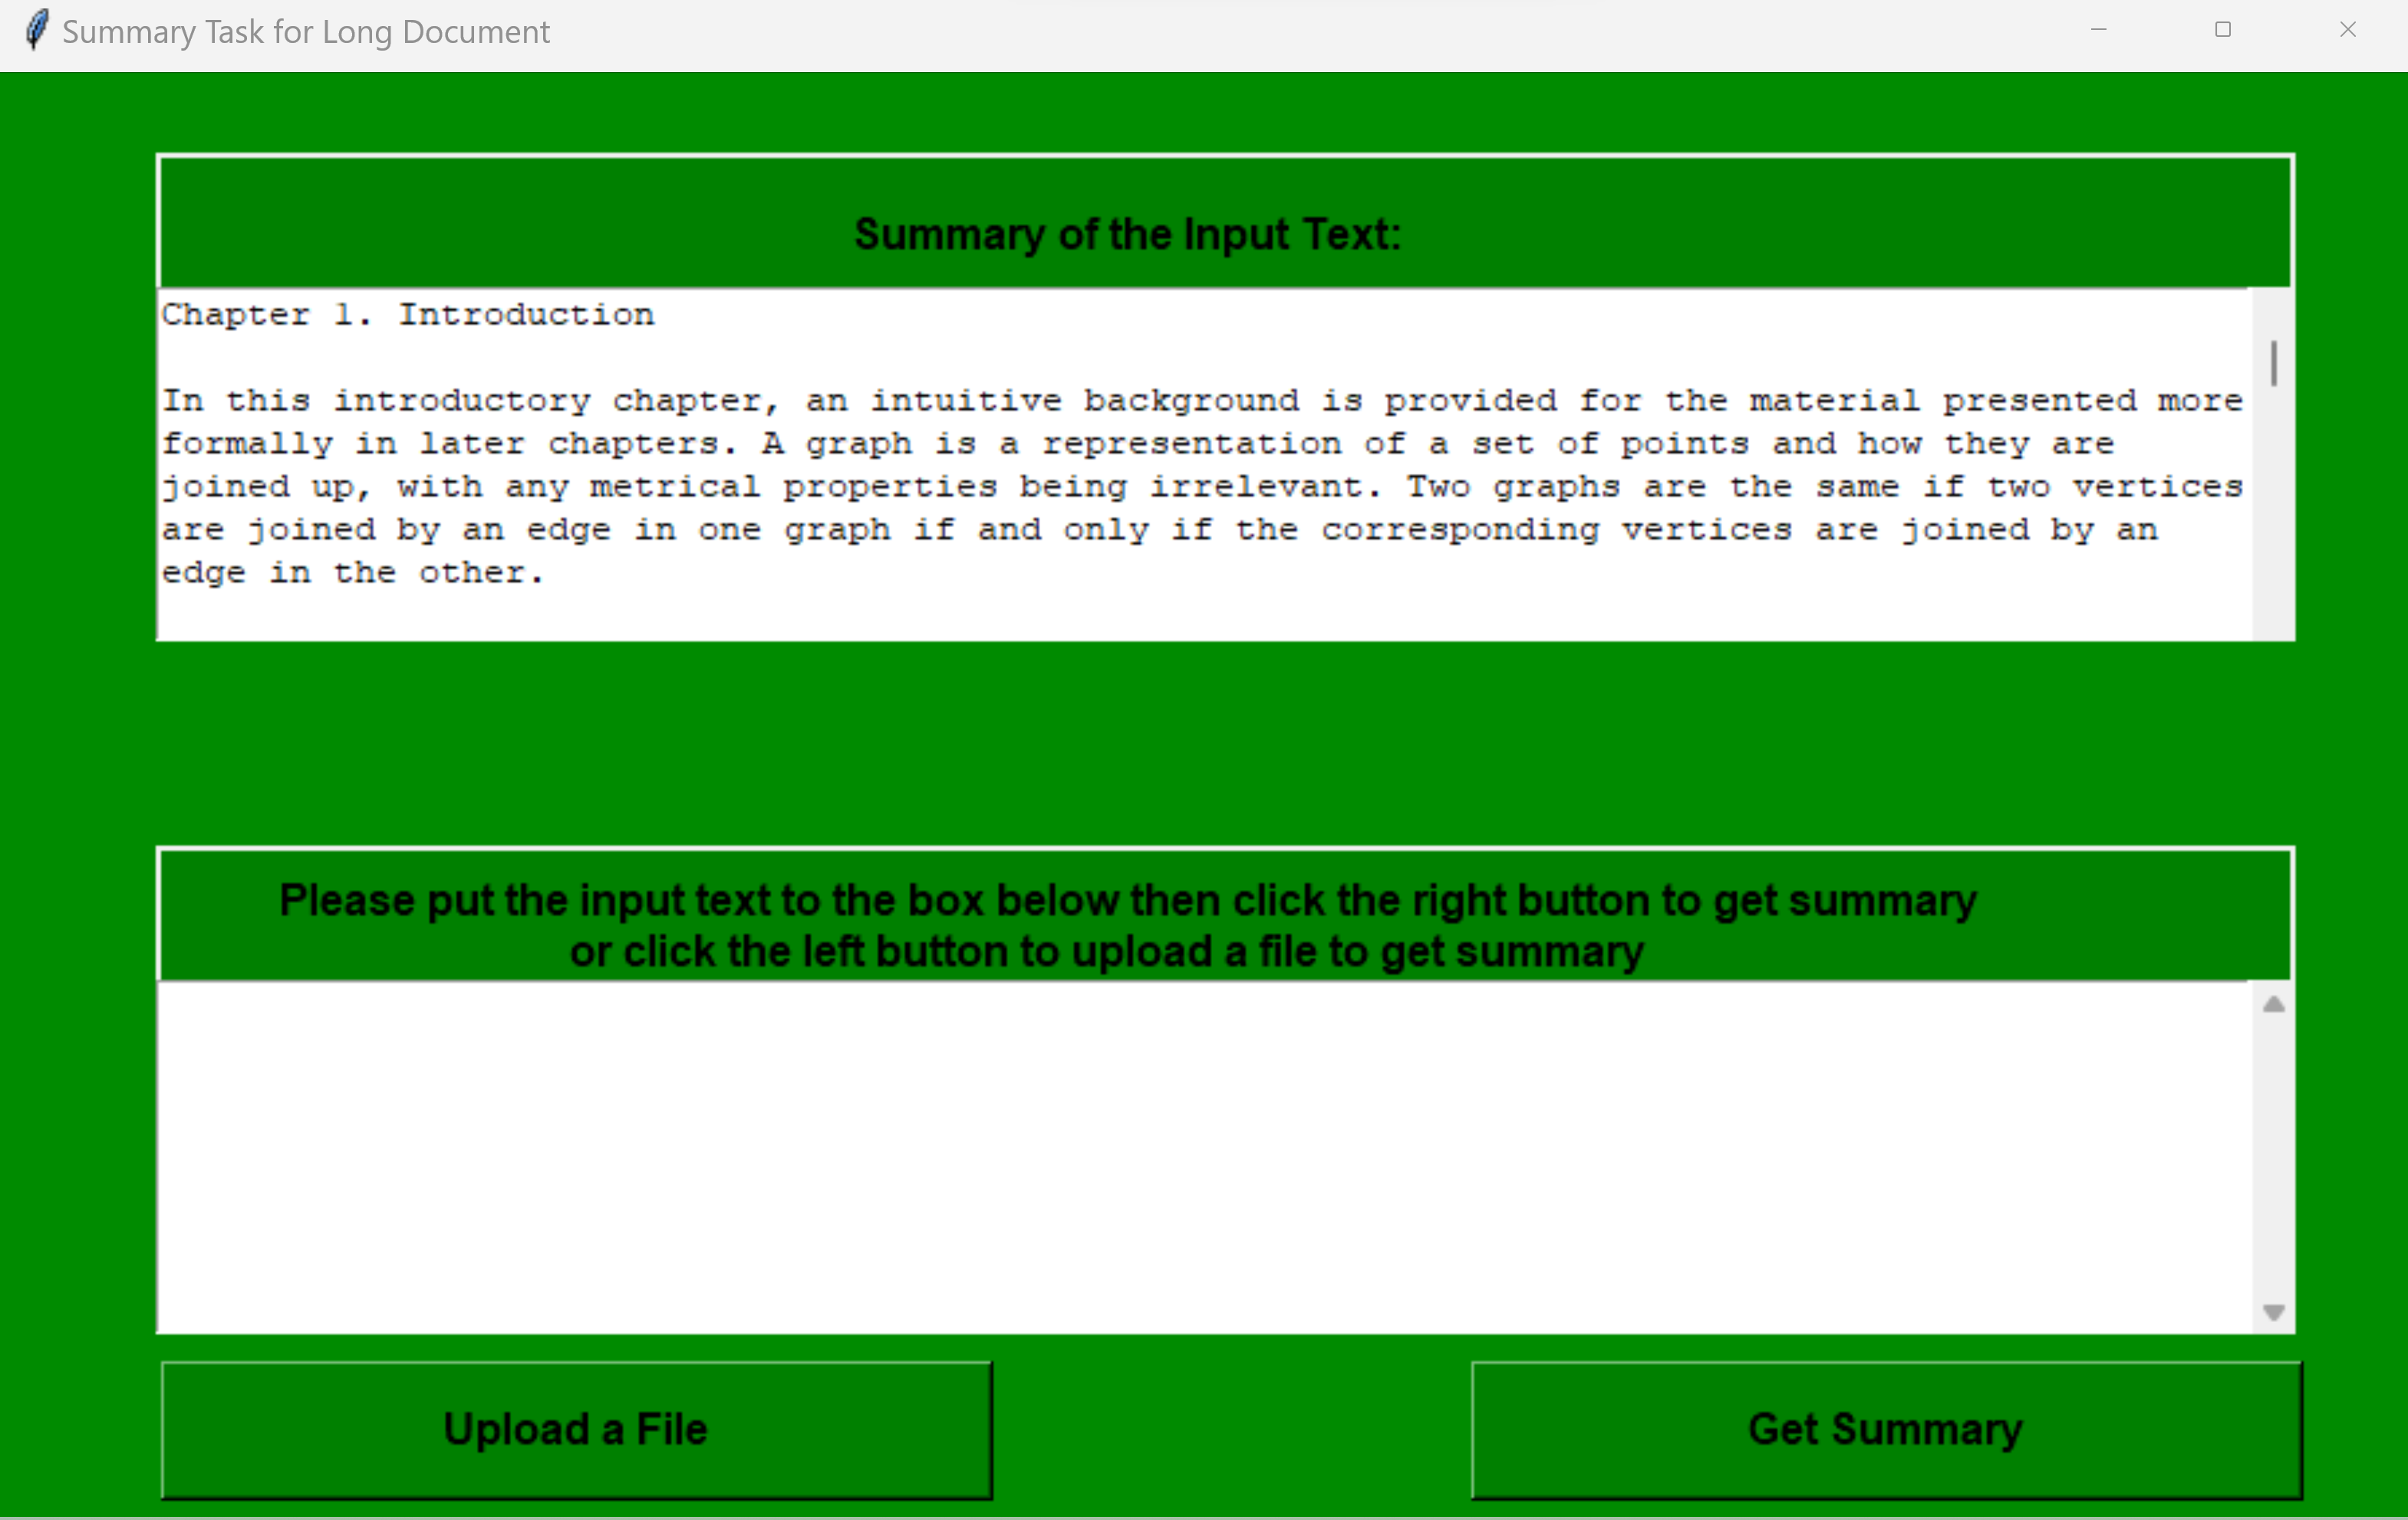 Summary Task for Long Document
Summary of the Input Text:
Chapter 1. Introduction
In this introductory chapter, an intuitive background is provided for the material presented more
formally in later chapters. A graph is a representation of a set of points and how they are
joined up, with any metrical properties being irrelevant. Two graphs are the same if two vertices
are joined by an edge in one graph if and only if the corresponding vertices are joined by an
edge in the other.
Please put the input text to the box below then click the right button to get summary
or click the left button to upload a file to get summary
Upload a File
Get Summary